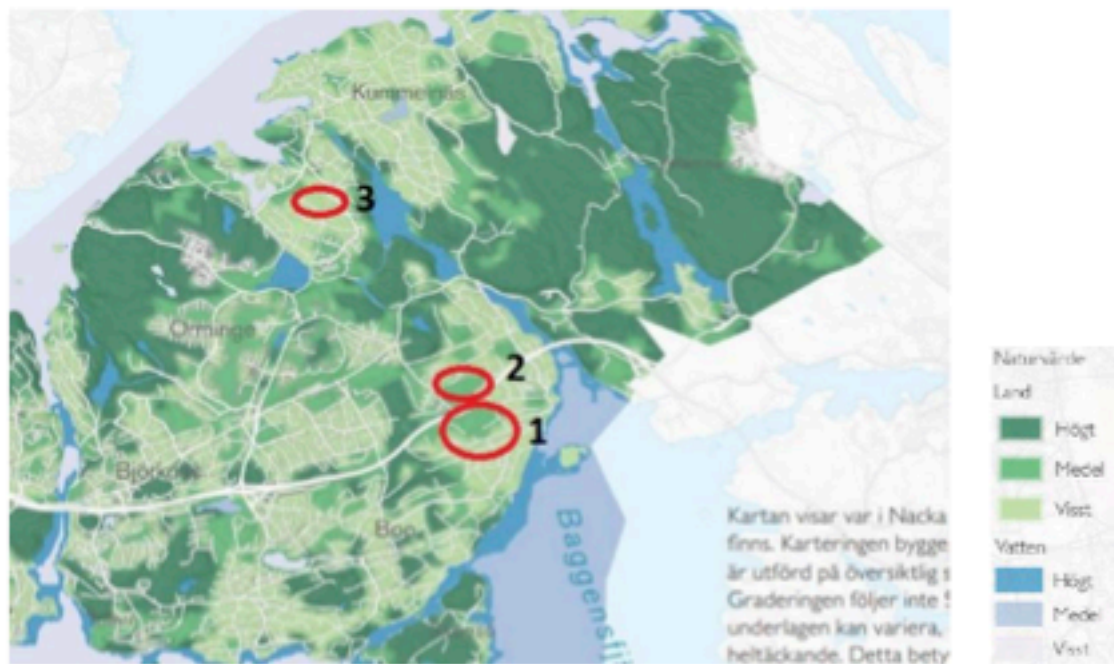 Kummelnäs
3
Orminge
2
1
Björknäs
Boo
Baggensfjä
Kartan visar var i Nacka
finns. Karteringen bygge
är utförd på översiktlig s
Graderingen följer inte S
underlagen kan variera,
heltäckande. Detta bety
Naturvärde
Land
Högt
Medel
Visst
Vatten
Högt
Medel
Visst